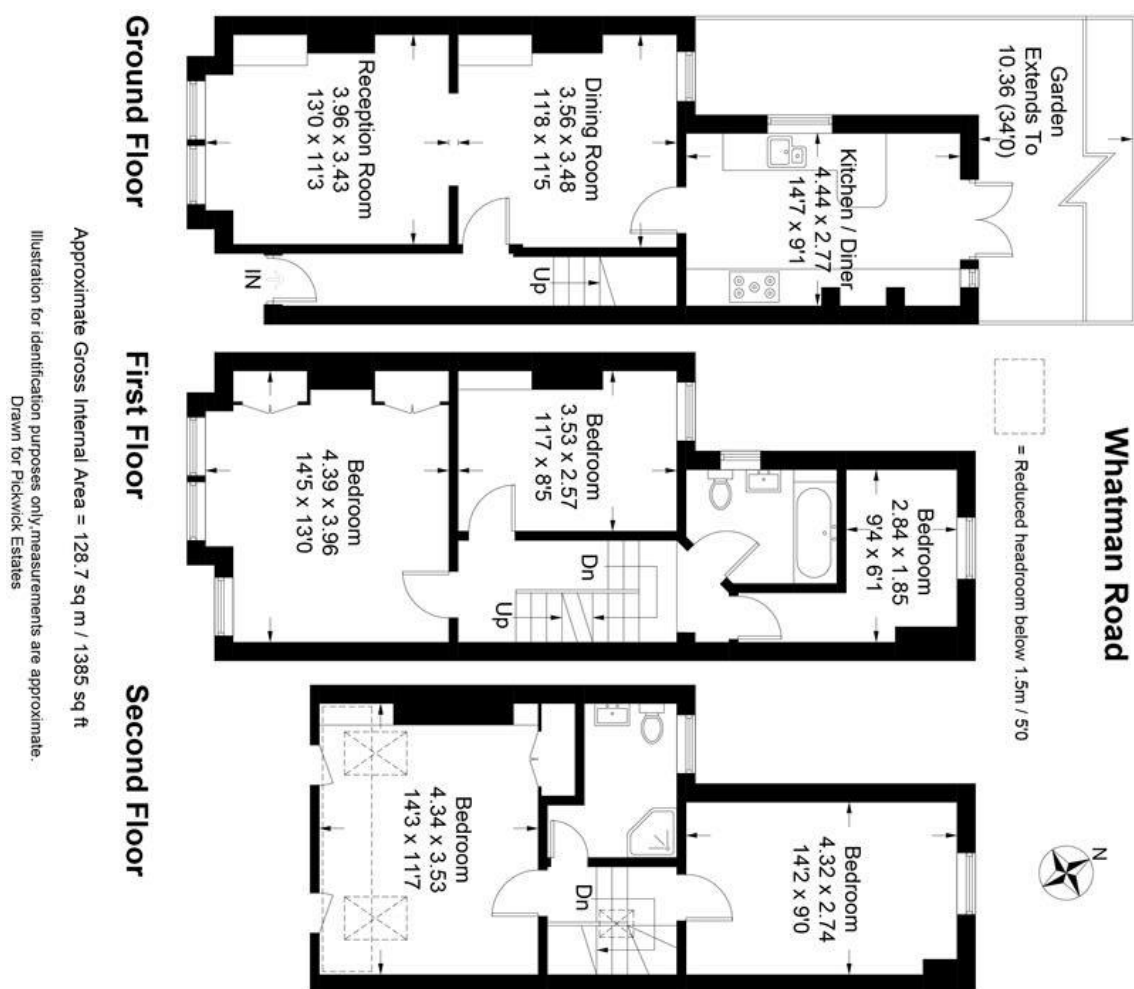 Whatman Road
= Reduced headroom below 1.5m / 5'0
N
Garden
Extends To
10.36 (34'0)
Kitchen / Diner
4.44 x 2.77
14'7 x 9'1
Dining Room
3.56 x 3.48
11'8 x 11'5
Up
Reception Room
3.96 x 3.43
13'0 x 11'3
IN
Ground Floor
Bedroom
2.84 x 1.85
9'4 x 6'1
Bedroom
3.53 x 2.57
11'7 x 8'5
Dn
Up
Bedroom
4.39 x 3.96
14'5 x 13'0
First Floor
Bedroom
4.32 x 2.74
14'2 x 9'0
Dn
Bedroom
4.34 x 3.53
14'3 x 11'7
Second Floor
Approximate Gross Internal Area = 128.7 sq m / 1385 sq ft
Illustration for identification purposes only,measurements are approximate.
Drawn for Pickwick Estates